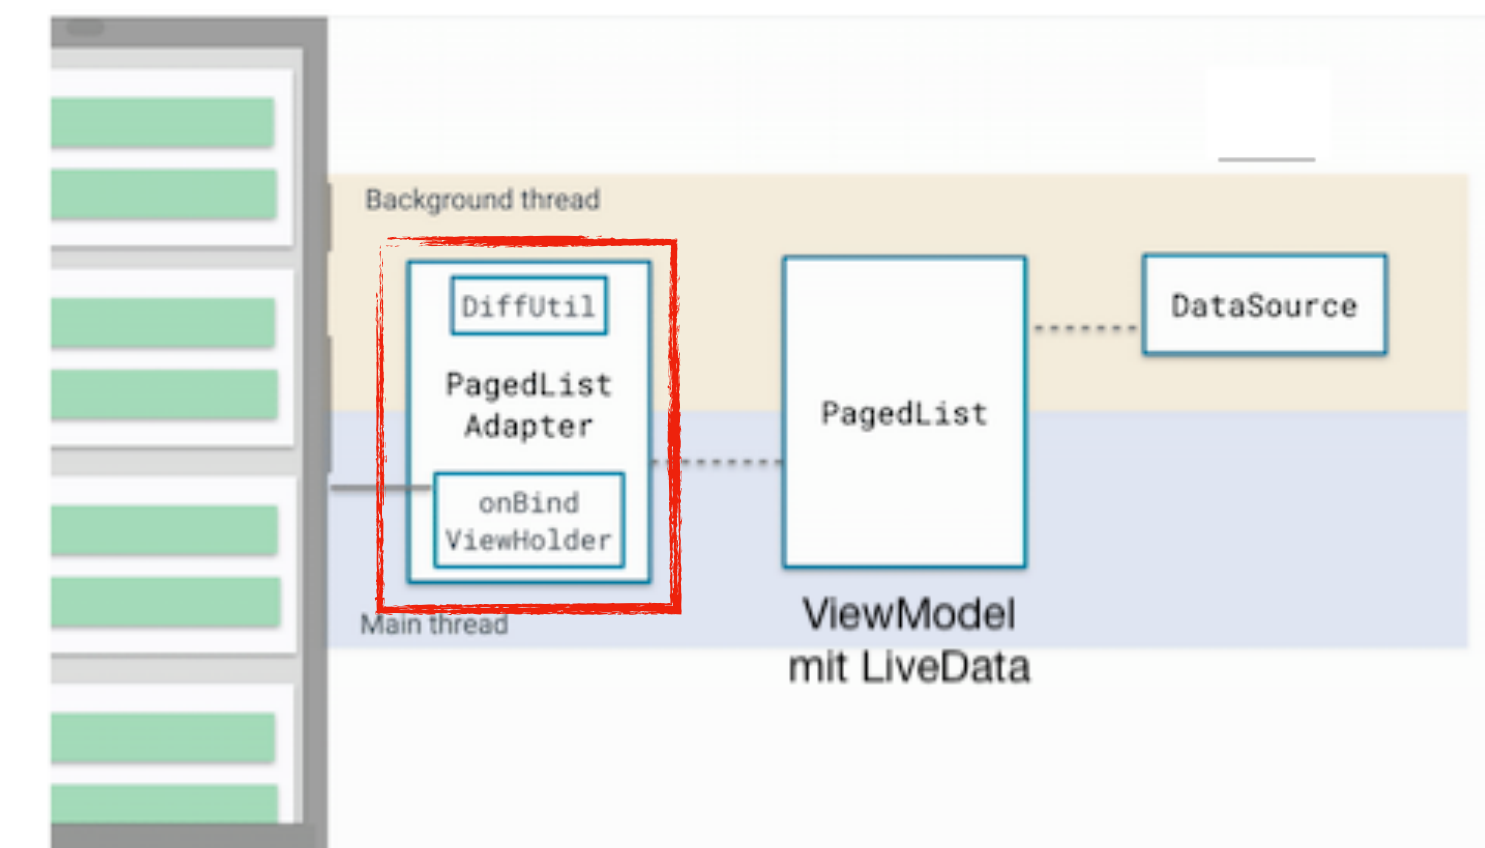 Background thread
DiffUtil
PagedList
Adapter
onBind
ViewHolder
Main thread
PagedList
ViewModel
mit LiveData
DataSource